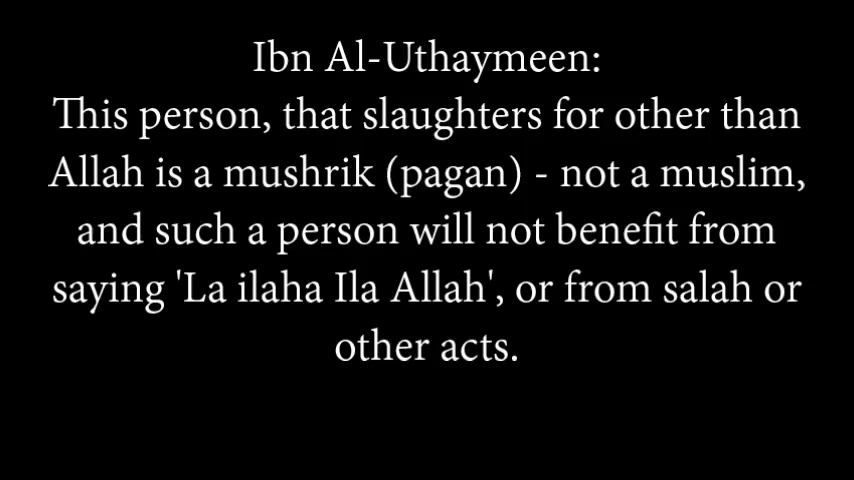 Ibn Al-Uthaymeen:
This person, that slaughters for other than
Allah is a mushrik (pagan) - not a muslim,
and such a person will not benefit from
saying 'La ilaha Ila Allah', or from salah or
other acts.